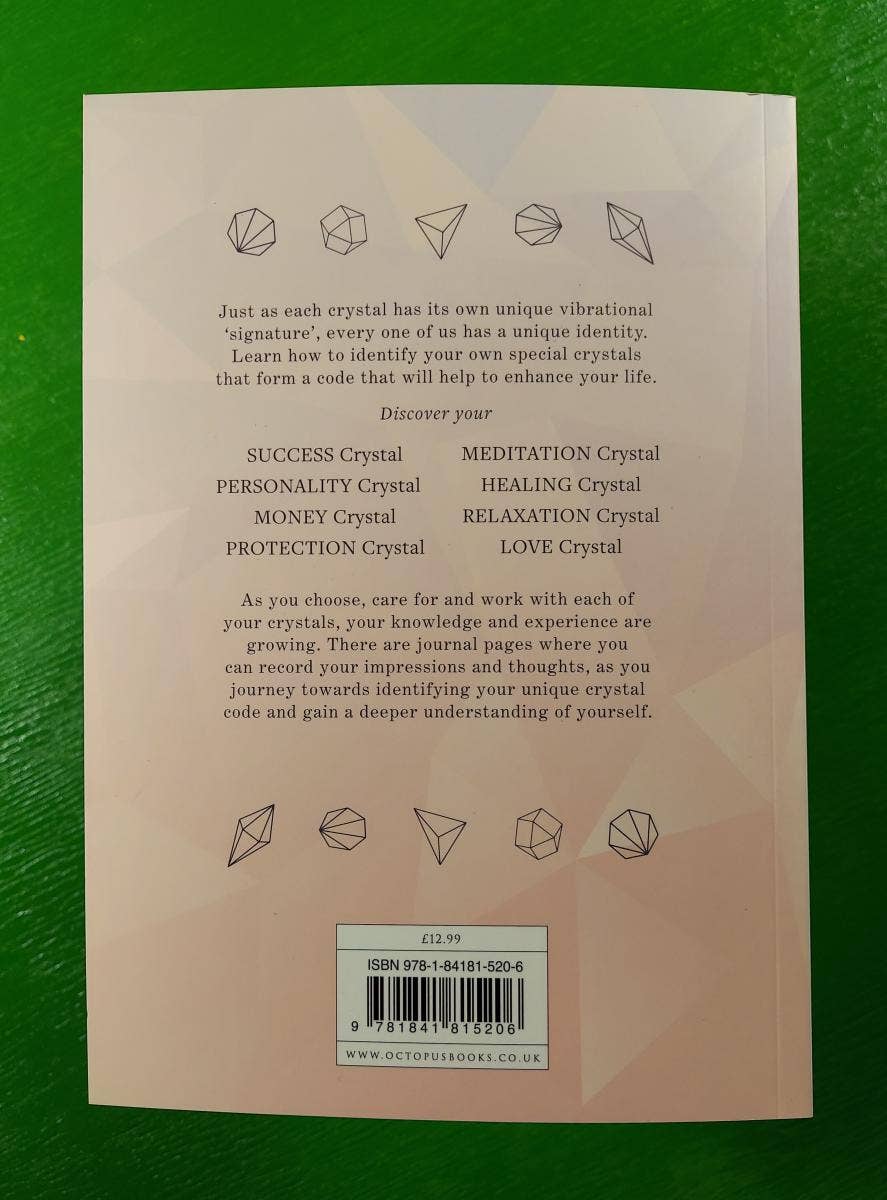 Just as each crystal has its own unique vibrational
‘signature’, every one of us has a unique identity.
Learn how to identify your own special crystals
that form a code that will help to enhance your life.
Discover your
SUCCESS Crystal
PERSONALITY Crystal
MONEY Crystal
PROTECTION Crystal
MEDITATION Crystal
HEALING Crystal
RELAXATION Crystal
LOVE Crystal
As you choose, care for and work with each of
your crystals, your knowledge and experience are
growing. There are journal pages where you
can record your impressions and thoughts, as you
journey towards identifying your unique crystal
code and gain a deeper understanding of yourself.
£12.99
ISBN 978-1-84181-520-6
9 781841 815206
WWW.OCTOPUSBOOKS.CO.UK